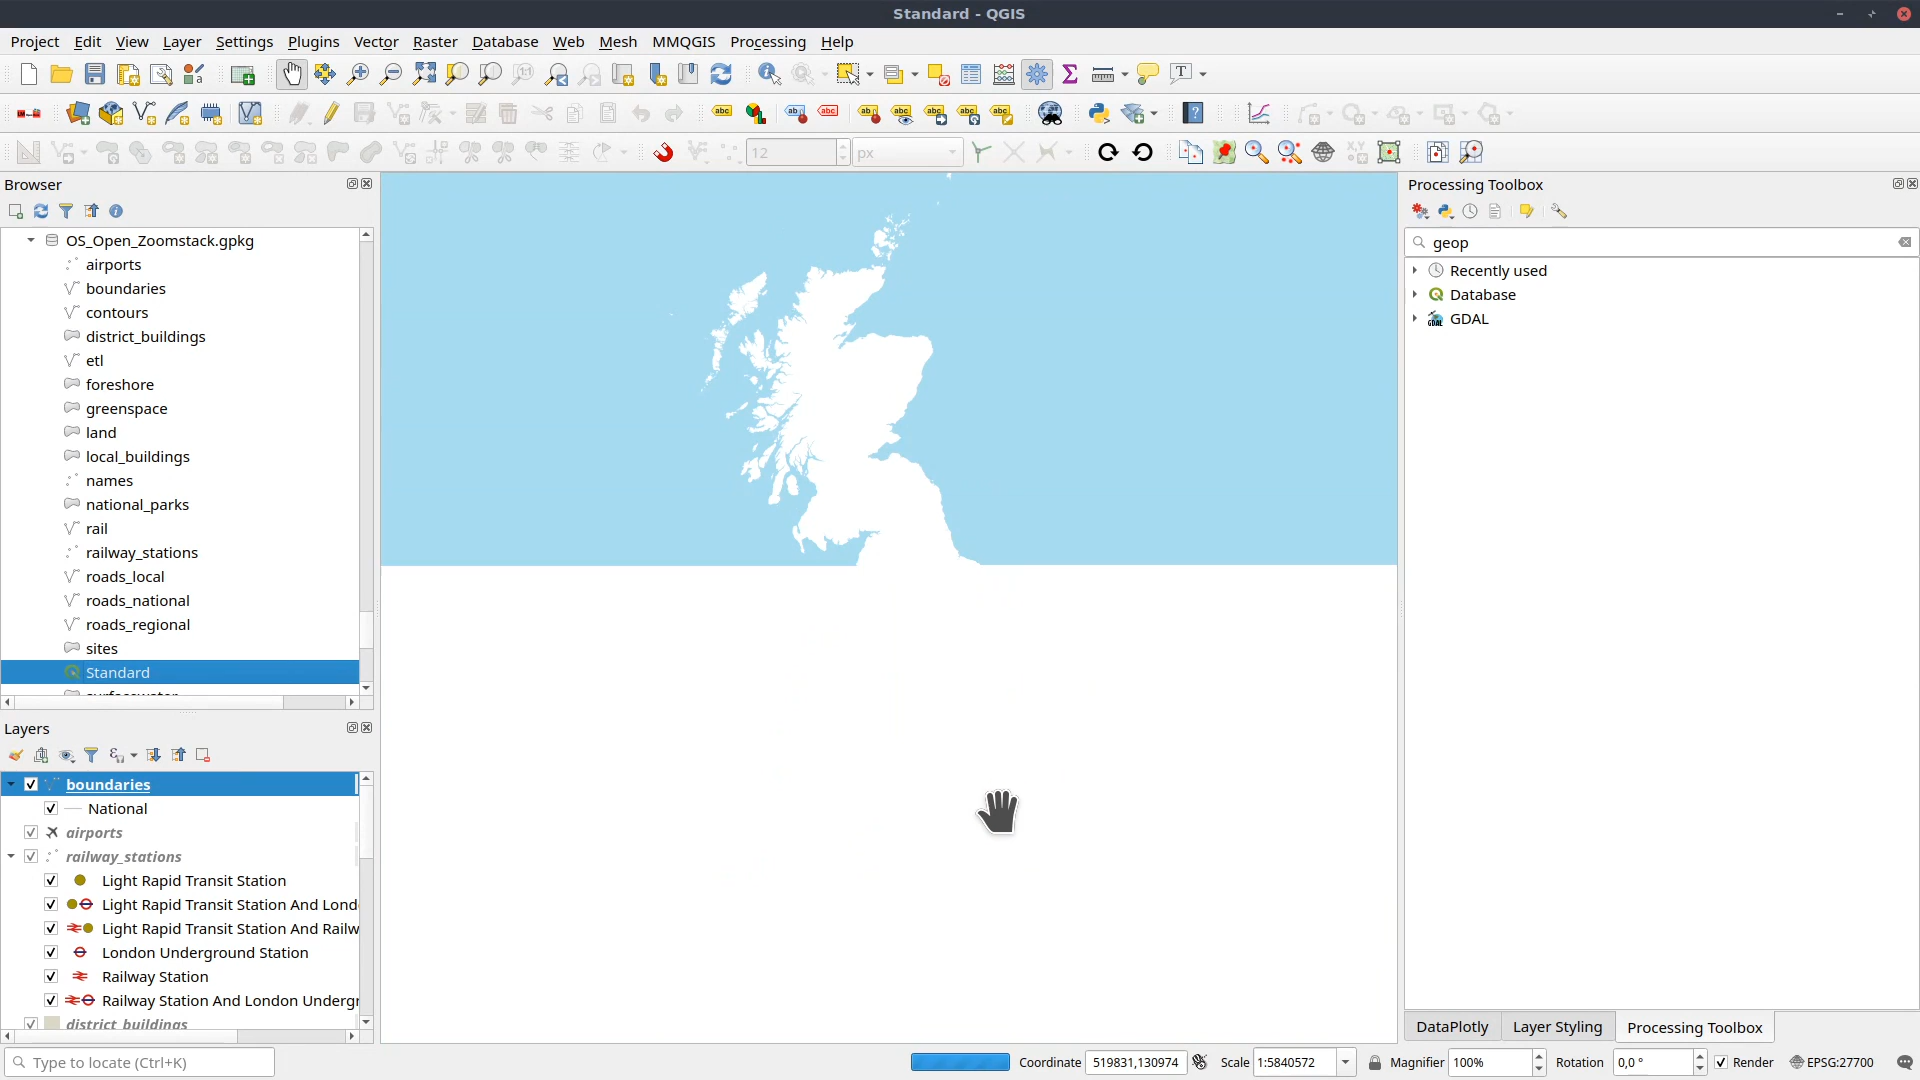 Standard - QGIS
Project Edit View Layer Settings Plugins Vector Raster Database Web Mesh MMQGIS Processing Help
12 px
Browser
OS_Open_Zoomstack.gpkg
airports
boundaries
contours
district_buildings
etl
foreshore
greenspace
land
local_buildings
names
national_parks
rail
railway_stations
roads_local
roads_national
roads_regional
sites
Standard
Layers
boundaries
National
airports
railway_stations
Light Rapid Transit Station
Light Rapid Transit Station And Lond
Light Rapid Transit Station And Railw
London Underground Station
Railway Station
Railway Station And London Undergr
district_buildings
Processing Toolbox
geop
Recently used
Database
GDAL
DataPlotly Layer Styling Processing Toolbox
Type to locate (Ctrl+K) Coordinate 519831,130974 Scale 1:5840572 Magnifier 100% Rotation 0,0 ° Render EPSG:27700